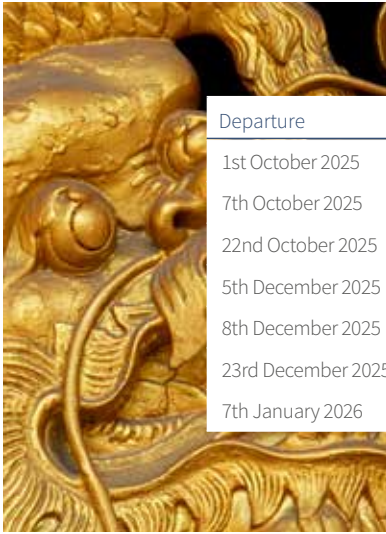 Departure
1st October 2025
7th October 2025
22nd October 2025
5th December 2025
8th December 2025
23rd December 2025
7th January 2026